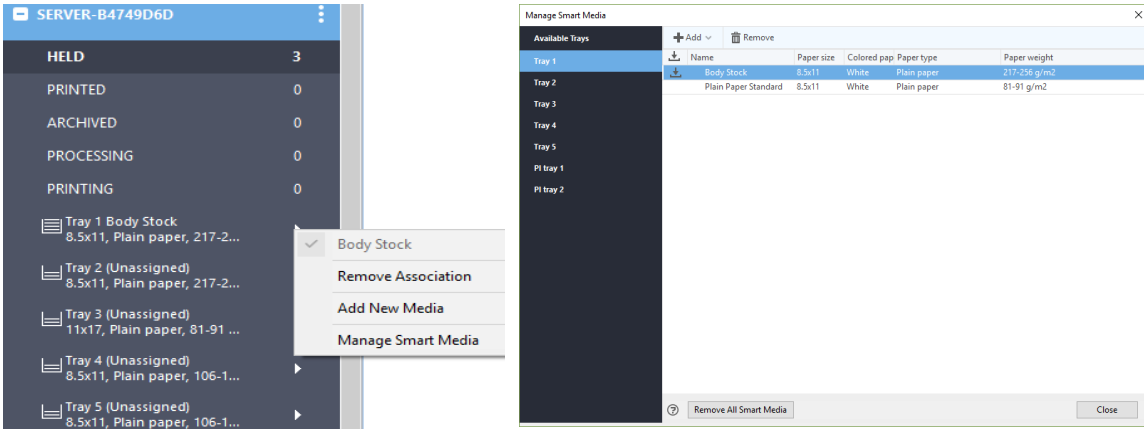 SERVER-B4749D6D
HELD 3
PRINTED 0
ARCHIVED 0
PROCESSING 0
PRINTING 0
Tray 1 Body Stock
8.5x11, Plain paper, 217-2...
Tray 2 (Unassigned)
8.5x11, Plain paper, 217-2...
Tray 3 (Unassigned)
11x17, Plain paper, 81-91 ...
Tray 4 (Unassigned)
8.5x11, Plain paper, 106-1...
Tray 5 (Unassigned)
8.5x11, Plain paper, 106-1...
Body Stock
Remove Association
Add New Media
Manage Smart Media
Manage Smart Media
Available Trays
Tray 1
Tray 2
Tray 3
Tray 4
Tray 5
PI tray 1
PI tray 2
Add Remove
Name Paper size Colored pap Paper type Paper weight
Body Stock 8.5x11 White Plain paper 217-256 g/m2
Plain Paper Standard 8.5x11 White Plain paper 81-91 g/m2
? Remove All Smart Media Close